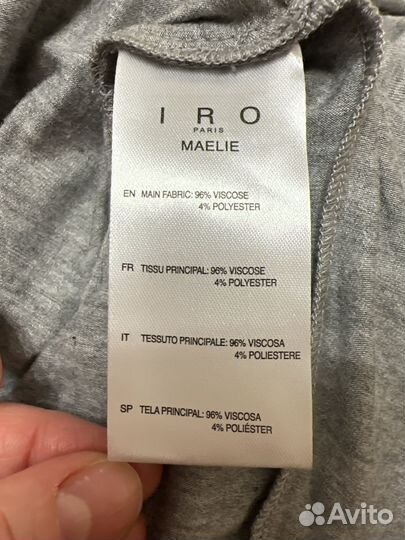 I R O
PARIS
MAELIE
EN MAIN FABRIC: 96% VISCOSE
4% POLYESTER
FR TISSU PRINCIPAL: 96% VISCOSE
4% POLYESTER
IT TESSUTO PRINCIPALE: 96% VISCOSA
4% POLIESTERE
SP TELA PRINCIPAL: 96% VISCOSA
4% POLIÉSTER
Avito